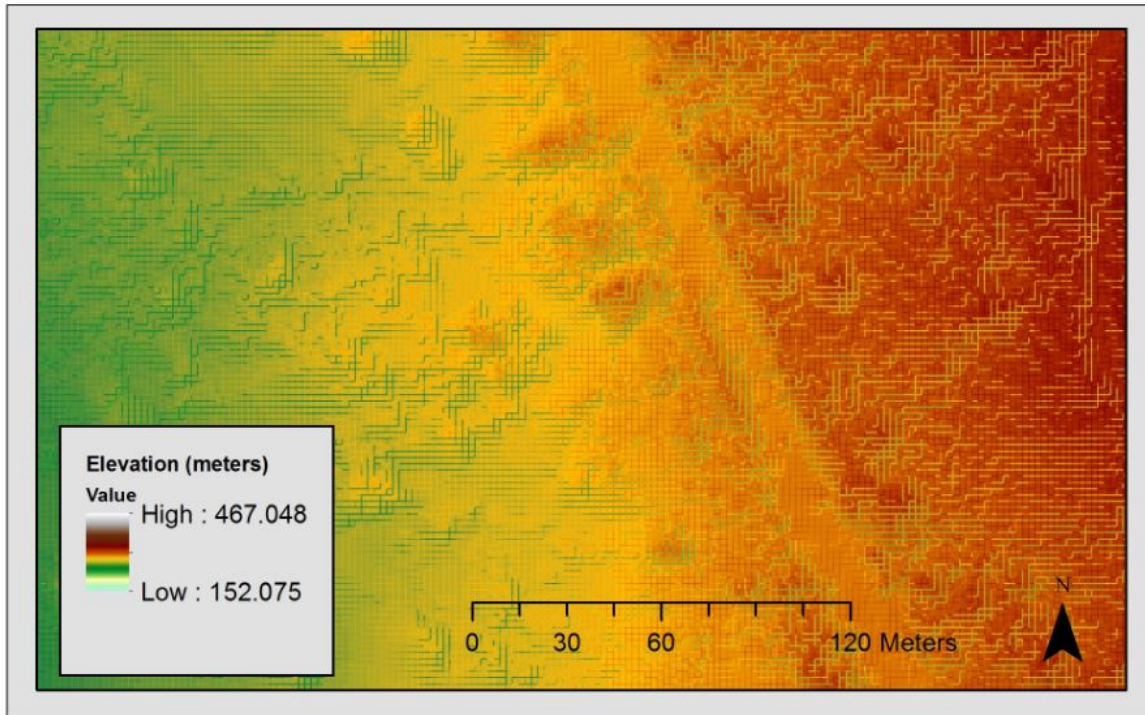 Elevation (meters)
Value
High : 467.048
Low : 152.075
0 30 60 120 Meters
N